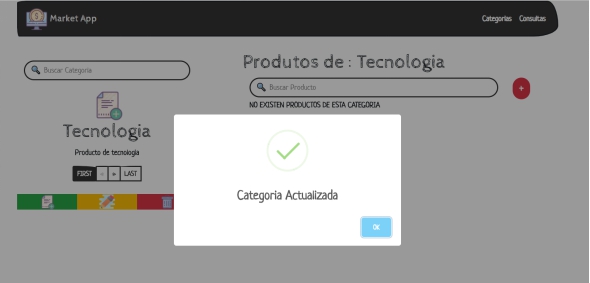 Market App
Categorias Consultas
Buscar Categoria
Tecnologia
Producto de tecnologia
FIRST « » LAST
Produtos de : Tecnologia
Buscar Producto
+
NO EXISTEN PRODUCTOS DE ESTA CATEGORIA
Categoria Actualizada
OK